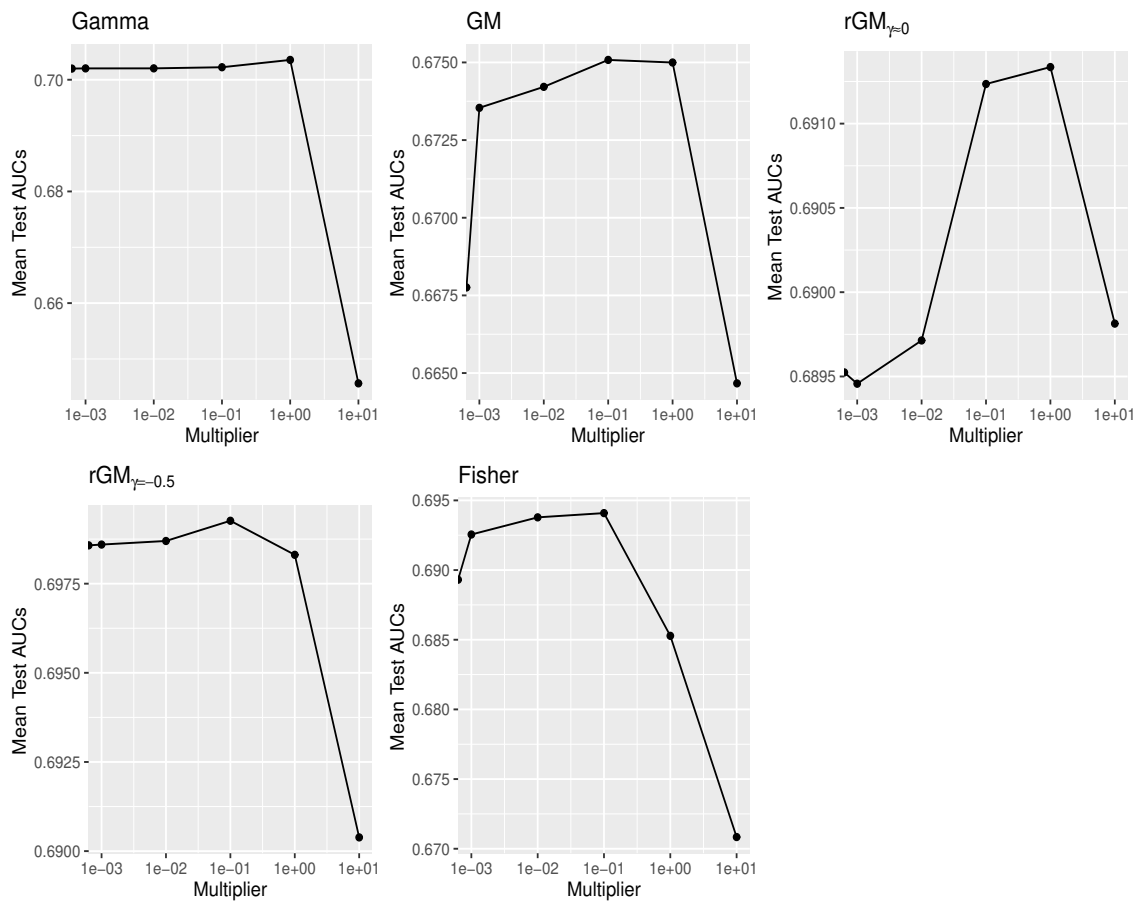 Gamma
Mean Test AUCs
0.70
0.68
0.66
1e−03 1e−02 1e−01 1e+00 1e+01
Multiplier
GM
Mean Test AUCs
0.6750
0.6725
0.6700
0.6675
0.6650
1e−03 1e−02 1e−01 1e+00 1e+01
Multiplier
rGMγ≈0
Mean Test AUCs
0.6910
0.6905
0.6900
0.6895
1e−03 1e−02 1e−01 1e+00 1e+01
Multiplier
rGMγ=−0.5
Mean Test AUCs
0.6975
0.6950
0.6925
0.6900
1e−03 1e−02 1e−01 1e+00 1e+01
Multiplier
Fisher
Mean Test AUCs
0.695
0.690
0.685
0.680
0.675
0.670
1e−03 1e−02 1e−01 1e+00 1e+01
Multiplier